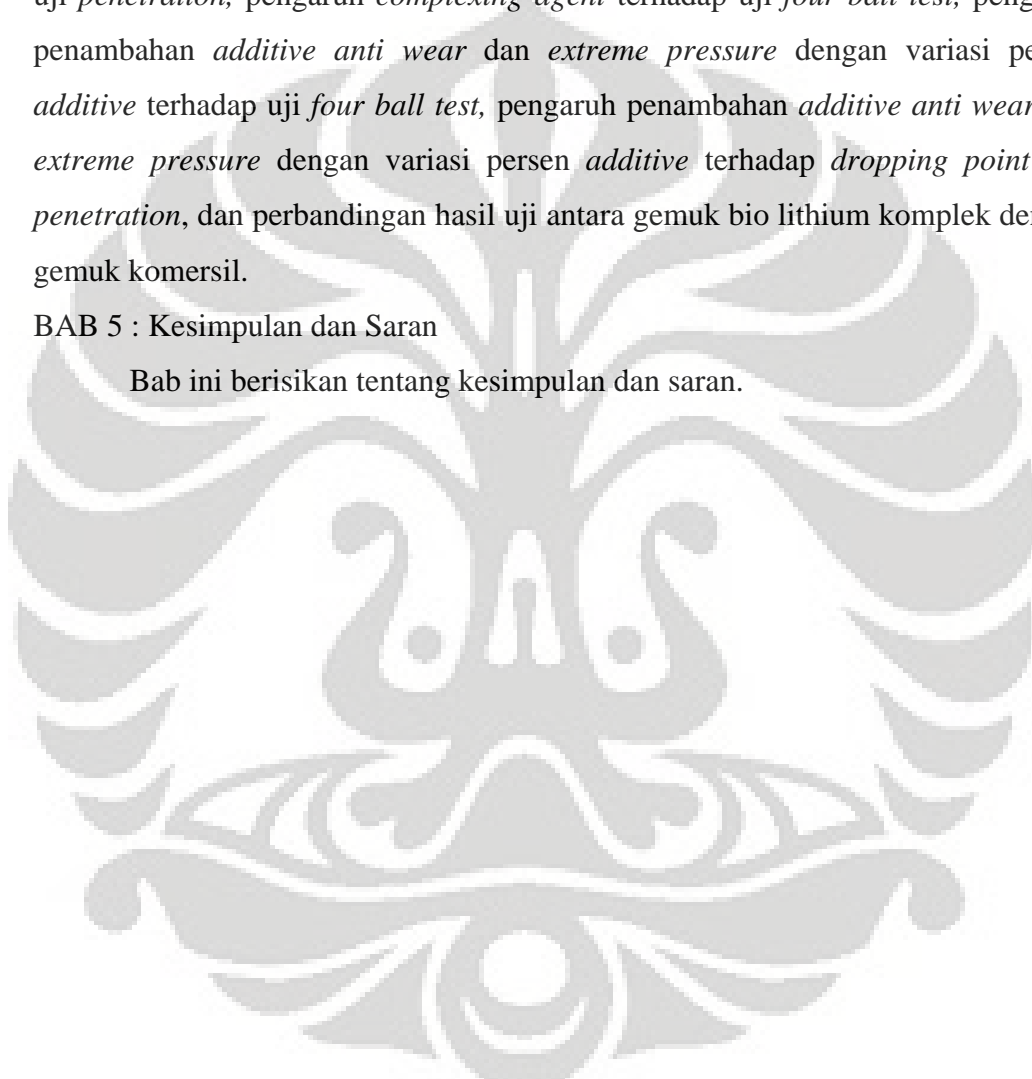 uji penetration, pengaruh complexing agent terhadap uji four ball test,
penambahan additive anti wear dan extreme pressure dengan variasi
additive terhadap uji four ball test, pengaruh penambahan additive anti wear
extreme pressure dengan variasi persen additive terhadap dropping point
penetration, dan perbandingan hasil uji antara gemuk bio lithium komplek
gemuk komersil.
BAB 5 : Kesimpulan dan Saran
Bab ini berisikan tentang kesimpulan dan saran.